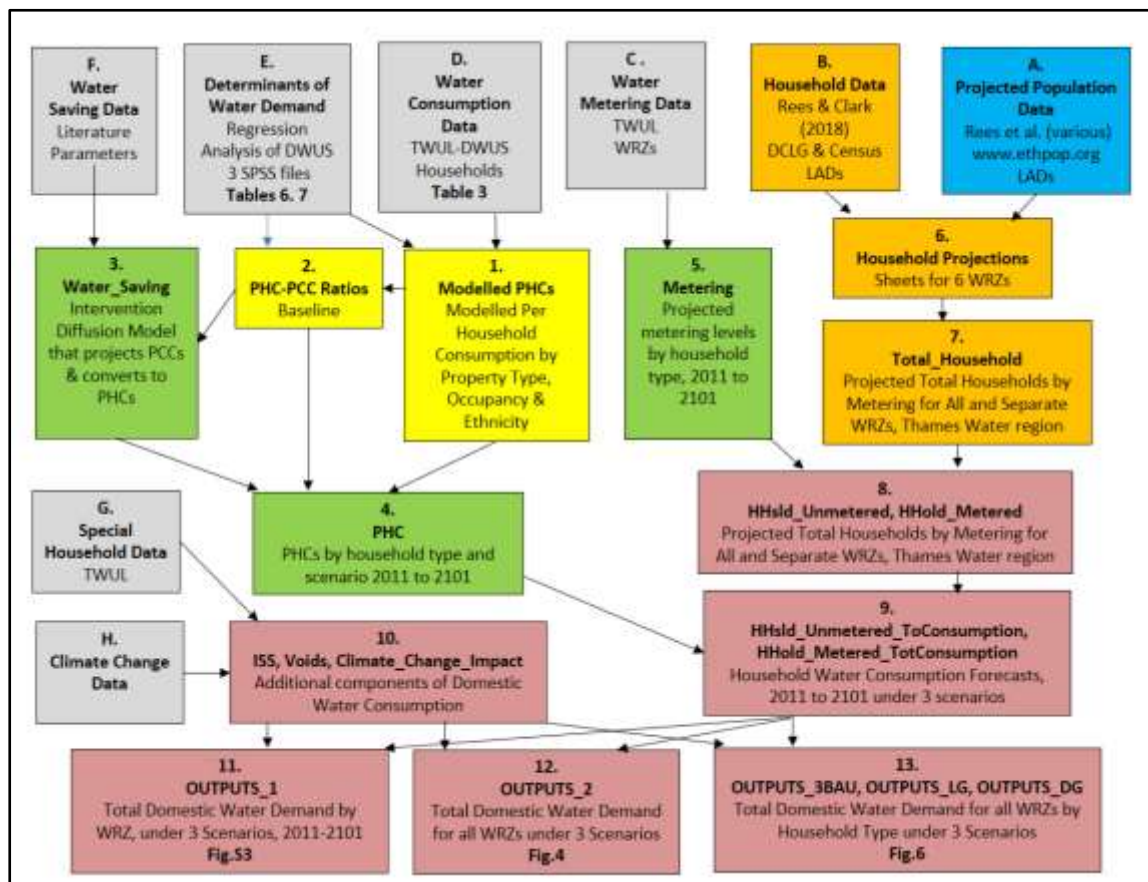 F.
Water
Saving Data
Literature
Parameters
E.
Determinants of
Water Demand
Regression
Analysis of DWUS
3 SPSS files
Tables 6. 7
D.
Water
Consumption
Data
TWUL-DWUS
Households
Table 3
C .
Water
Metering Data
TWUL
WRZs
B.
Household Data
Rees & Clark
(2018)
DCLG & Census
LADs
A.
Projected Population
Data
Rees et al. (various)
www.ethpop.org
LADs
3.
Water_Saving
Intervention
Diffusion Model
that projects PCCs
& converts to
PHCs
2.
PHC-PCC Ratios
Baseline
1.
Modelled PHCs
Modelled Per
Household
Consumption by
Property Type,
Occupancy &
Ethnicity
5.
Metering
Projected
metering levels
by household
type, 2011 to
2101
6.
Household Projections
Sheets for 6 WRZs
7.
Total_Household
Projected Total Households by
Metering for All and Separate
WRZs, Thames Water region
G.
Special
Household Data
TWUL
4.
PHC
PHCs by household type and
scenario 2011 to 2101
8.
HHsld_Unmetered, HHold_Metered
Projected Total Households by Metering for
All and Separate WRZs, Thames Water region
H.
Climate Change
Data
10.
ISS, Voids, Climate_Change_Impact
Additional components of Domestic
Water Consumption
9.
HHsld_Unmetered_ToConsumption,
HHold_Metered_TotConsumption
Household Water Consumption Forecasts,
2011 to 2101 under 3 scenarios
11.
OUTPUTS_1
Total Domestic Water Demand by
WRZ, under 3 Scenarios, 2011-2101
Fig.S3
12.
OUTPUTS_2
Total Domestic Water Demand
for all WRZs under 3 Scenarios
Fig.4
13.
OUTPUTS_3BAU, OUTPUTS_LG, OUTPUTS_DG
Total Domestic Water Demand for all WRZs by
Household Type under 3 Scenarios
Fig.6